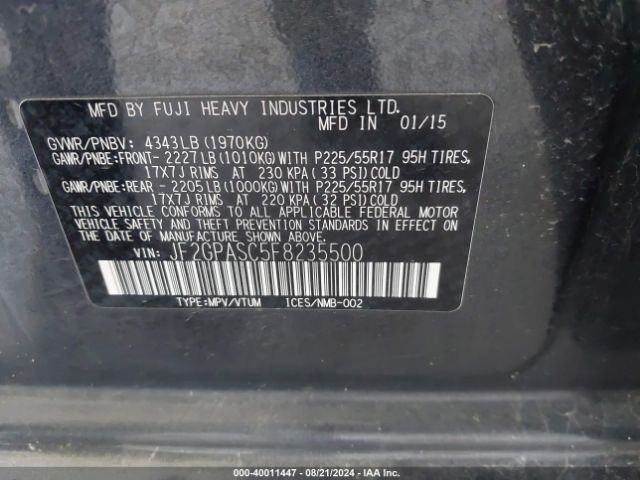 MFD BY FUJI HEAVY INDUSTRIES LTD.
MFD IN 01/15
GVWR/PNBV: 4343LB (1970KG)
GAWR/PNBE:FRONT- 2227LB (1010KG) WITH P225/55R17 95H TIRES,
17X7J RIMS AT 230 KPA (33 PSI) COLD
GAWR/PNBE:REAR - 2205LB (1000KG) WITH P225/55R17 95H TIRES,
17X7J RIMS AT 220 KPA (32 PSI) COLD
THIS VEHICLE CONFORMS TO ALL APPLICABLE FEDERAL MOTOR
VEHICLE SAFETY AND THEFT PREVENTION STANDARDS IN EFFECT ON
THE DATE OF MANUFACTURE SHOWN ABOVE.
VIN: JF2GPASC5F8235500
TYPE:MPV/VTUM ICES/NMB-002
000-40011447 - 08/21/2024 - IAA Inc.